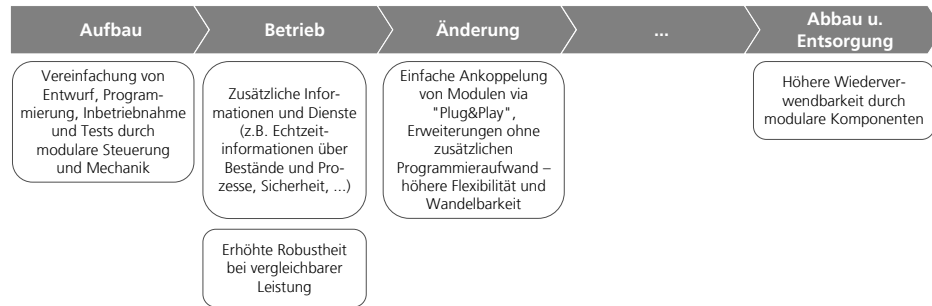 Aufbau
Betrieb
Änderung
...
Abbau u.
Entsorgung
Vereinfachung von
Entwurf, Program-
mierung, Inbetriebnahme
und Tests durch
modulare Steuerung
und Mechanik
Zusätzliche Infor-
mationen und Dienste
(z.B. Echtzeit-
informationen über
Bestände und Pro-
zesse, Sicherheit, ...)
Erhöhte Robustheit
bei vergleichbarer
Leistung
Einfache Ankoppelung
von Modulen via
"Plug&Play",
Erweiterungen ohne
zusätzlichen
Programmieraufwand –
höhere Flexibilität und
Wandelbarkeit
Höhere Wiederver-
wendbarkeit durch
modulare Komponenten